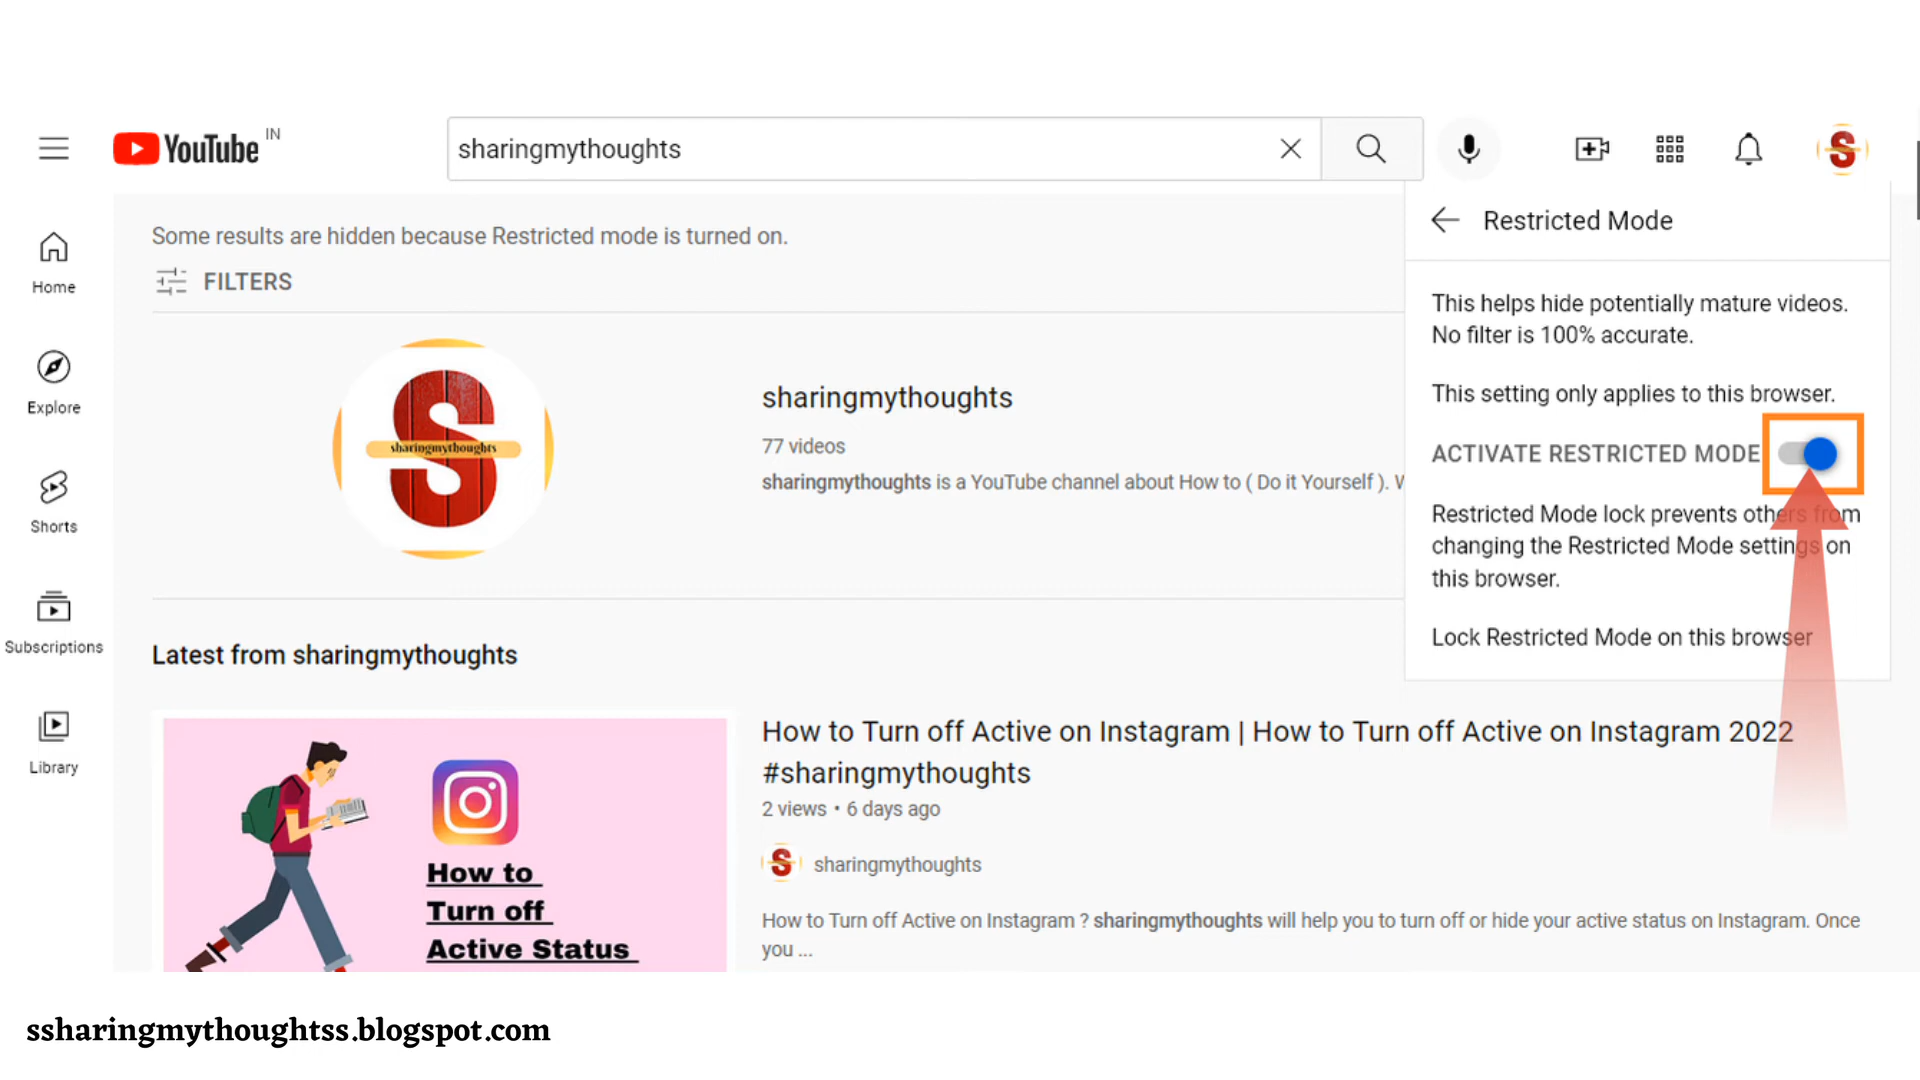 YouTube IN
sharingmythoughts
Home
Explore
Shorts
Subscriptions
Library
Some results are hidden because Restricted mode is turned on.
FILTERS
sharingmythoughts
sharingmythoughts
77 videos
sharingmythoughts is a YouTube channel about How to ( Do it Yourself ). W
Latest from sharingmythoughts
How to
Turn off
Active Status
How to Turn off Active on Instagram | How to Turn off Active on Instagram 2022
#sharingmythoughts
2 views • 6 days ago
S sharingmythoughts
How to Turn off Active on Instagram ? sharingmythoughts will help you to turn off or hide your active status on Instagram. Once
you ...
Restricted Mode
This helps hide potentially mature videos.
No filter is 100% accurate.
This setting only applies to this browser.
ACTIVATE RESTRICTED MODE
Restricted Mode lock prevents others from
changing the Restricted Mode settings on
this browser.
Lock Restricted Mode on this browser
ssharingmythoughtss.blogspot.com